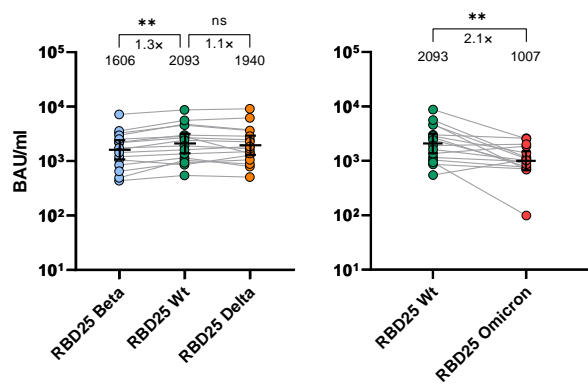 ** ns
1.3× 1.1×
1606 2093 1940
10⁵
10⁴
10³
10²
10¹
BAU/ml
RBD25 Beta
RBD25 Wt
RBD25 Delta
**
2.1×
2093 1007
10⁵
10⁴
10³
10²
10¹
RBD25 Wt
RBD25 Omicron